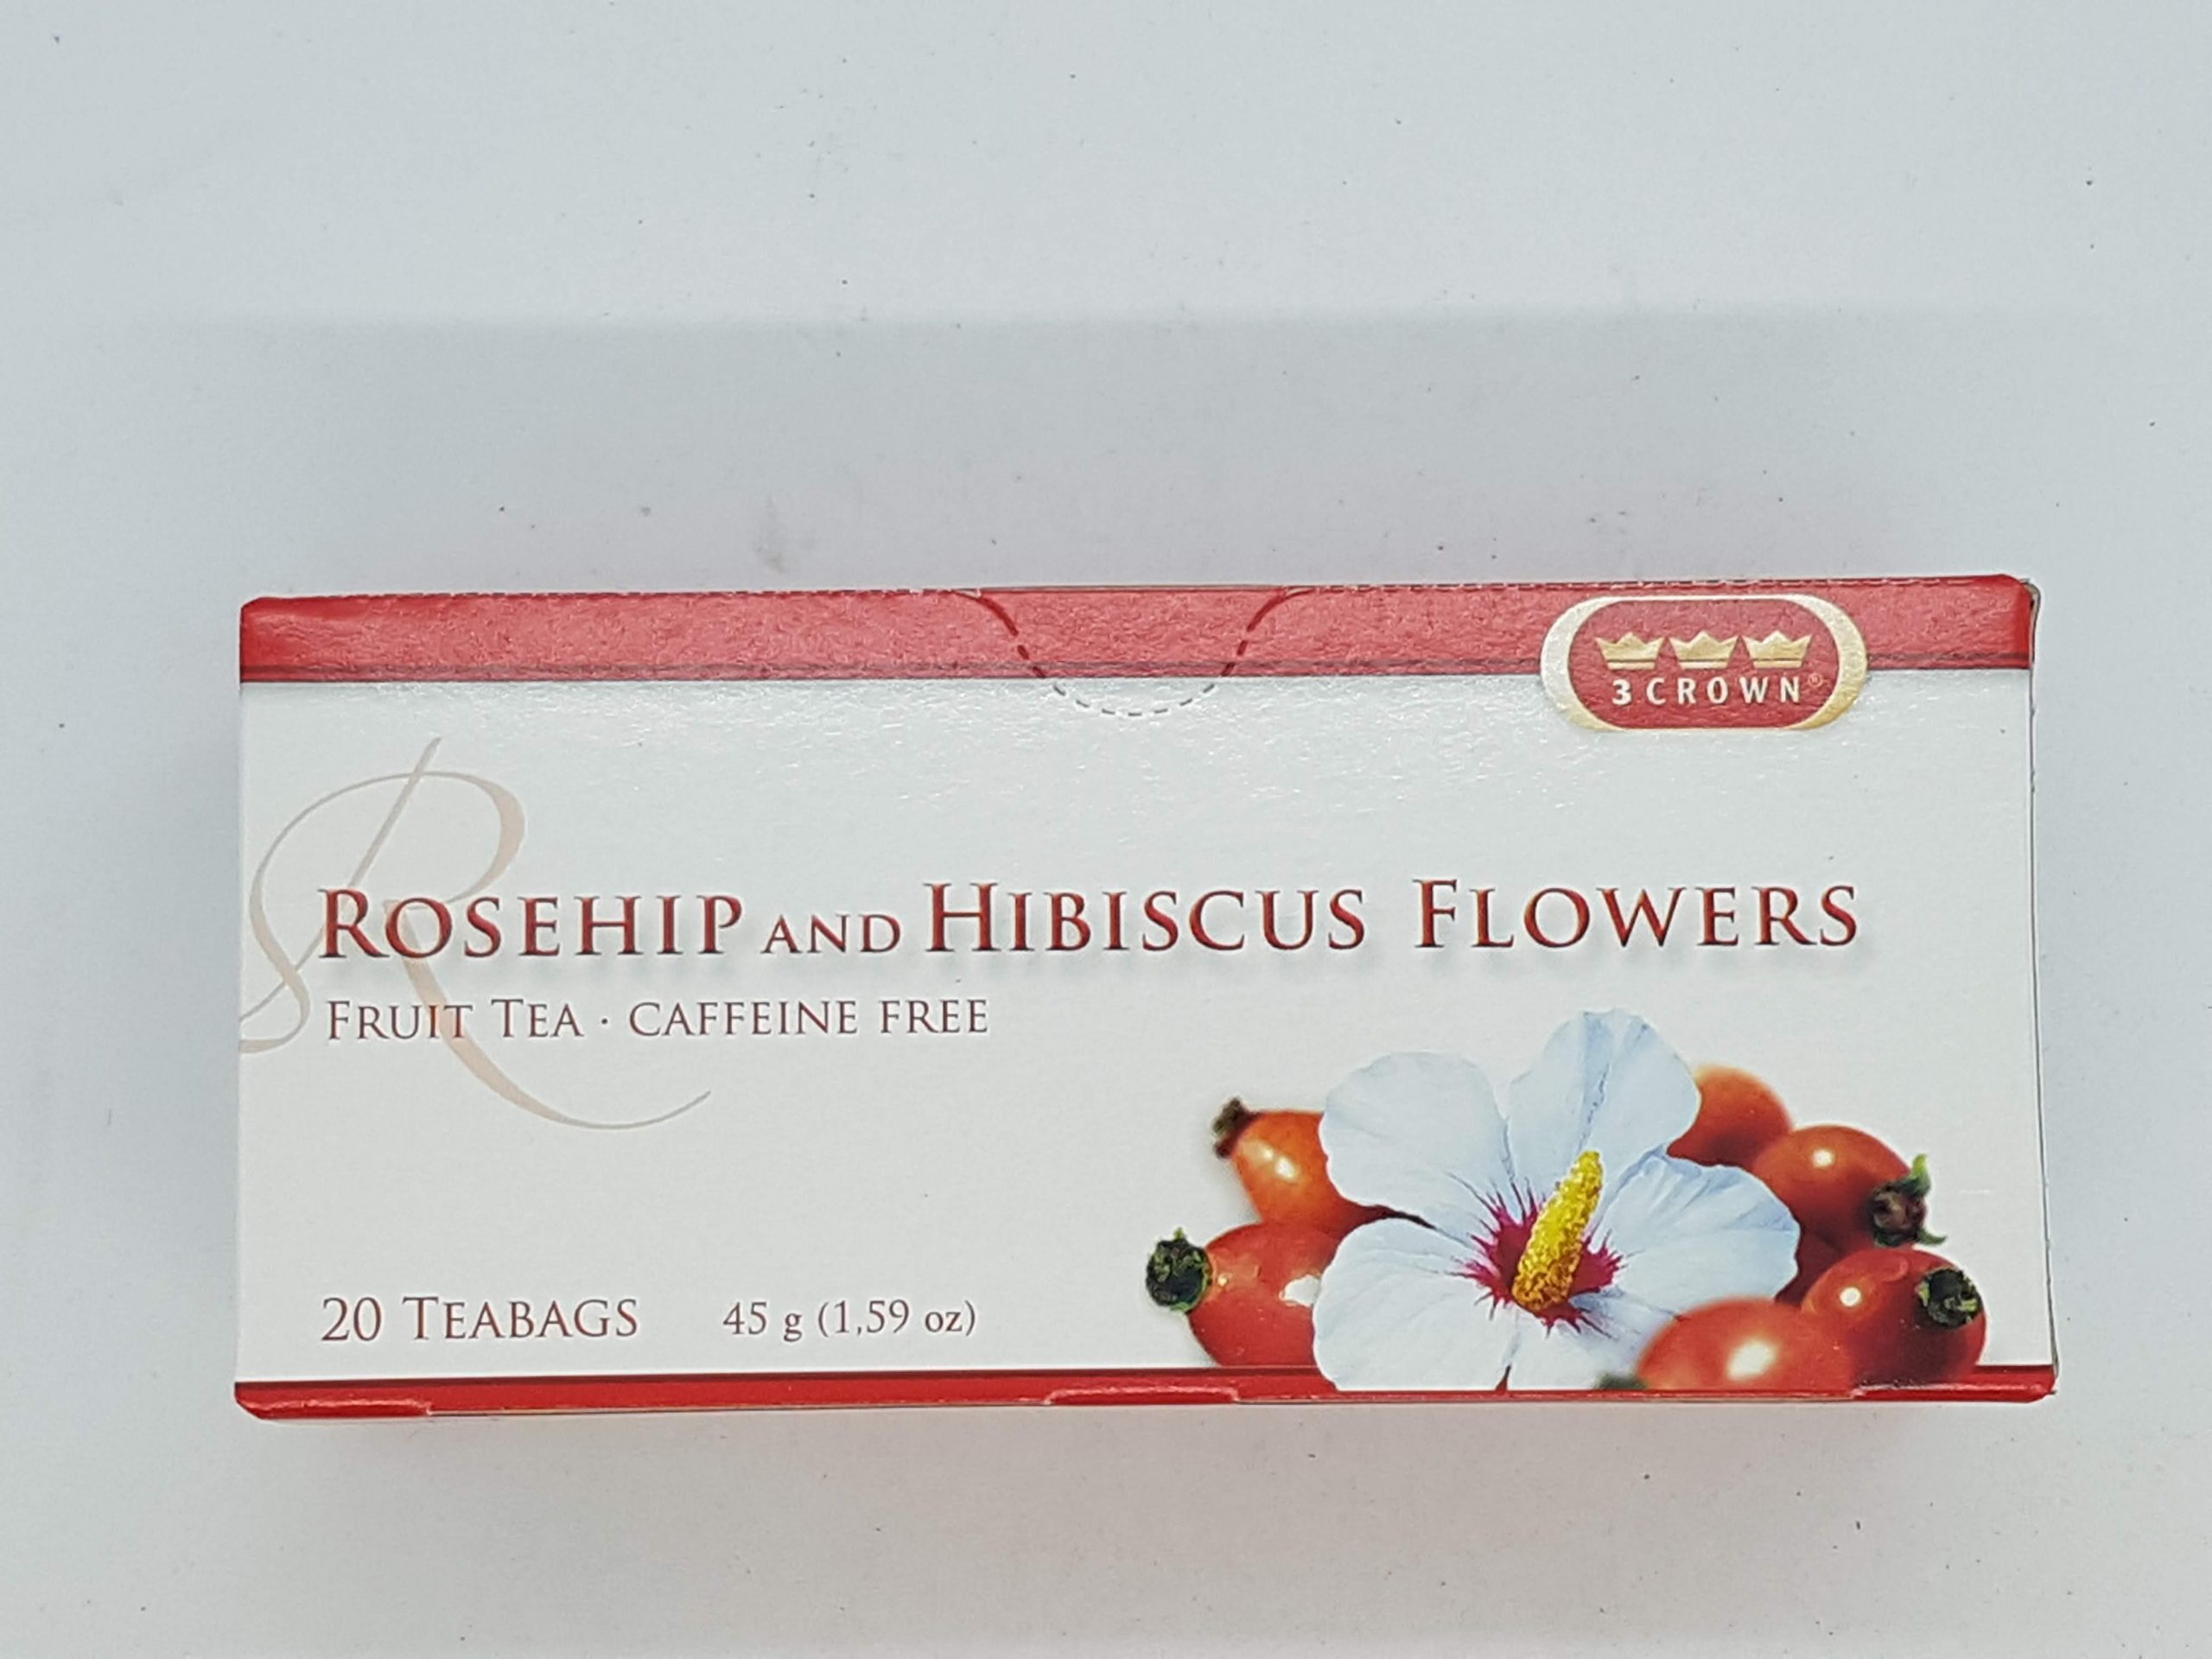 3 CROWN®
ROSEHIP AND HIBISCUS FLOWERS
FRUIT TEA · CAFFEINE FREE
20 TEABAGS 45 g (1,59 oz)